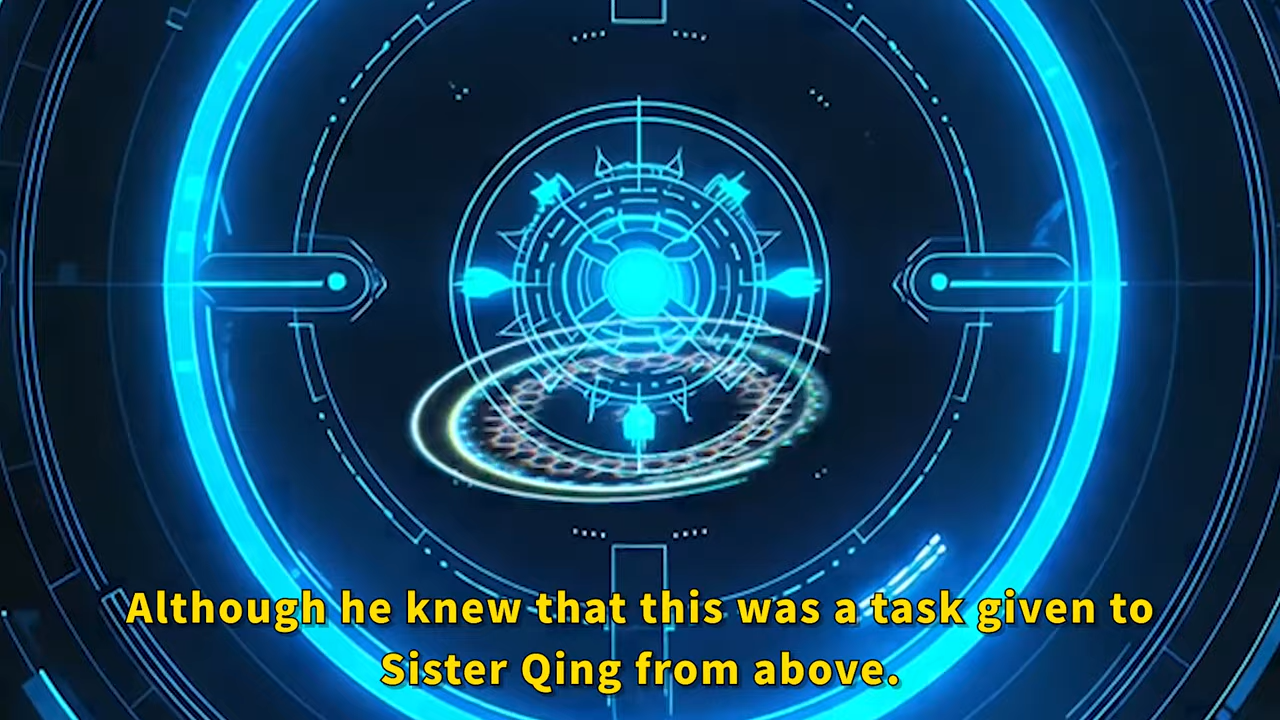 Although he knew that this was a task given to
Sister Qing from above.